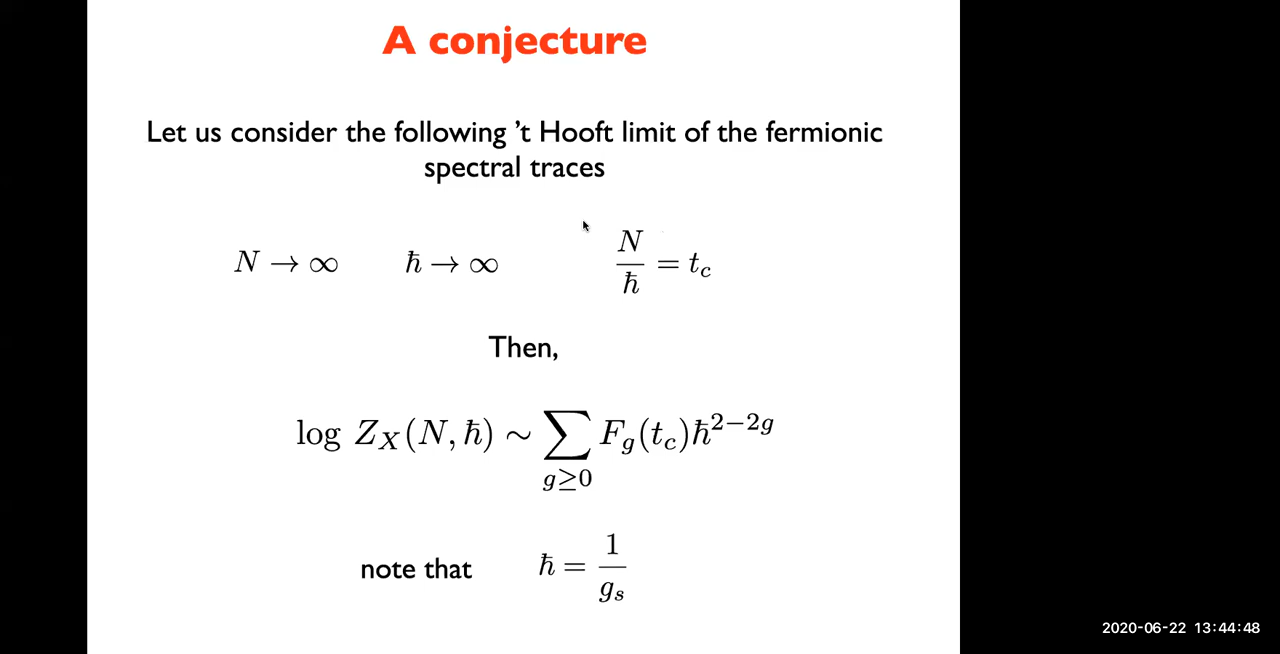 A conjecture
Let us consider the following ’t Hooft limit of the fermionic
spectral traces
N → ∞ ħ → ∞ N/ħ = t_c
Then,
log Z_X(N, ħ) ∼ ∑_{g≥0} F_g(t_c)ħ^{2−2g}
note that ħ = 1/g_s
2020-06-22 13:44:48